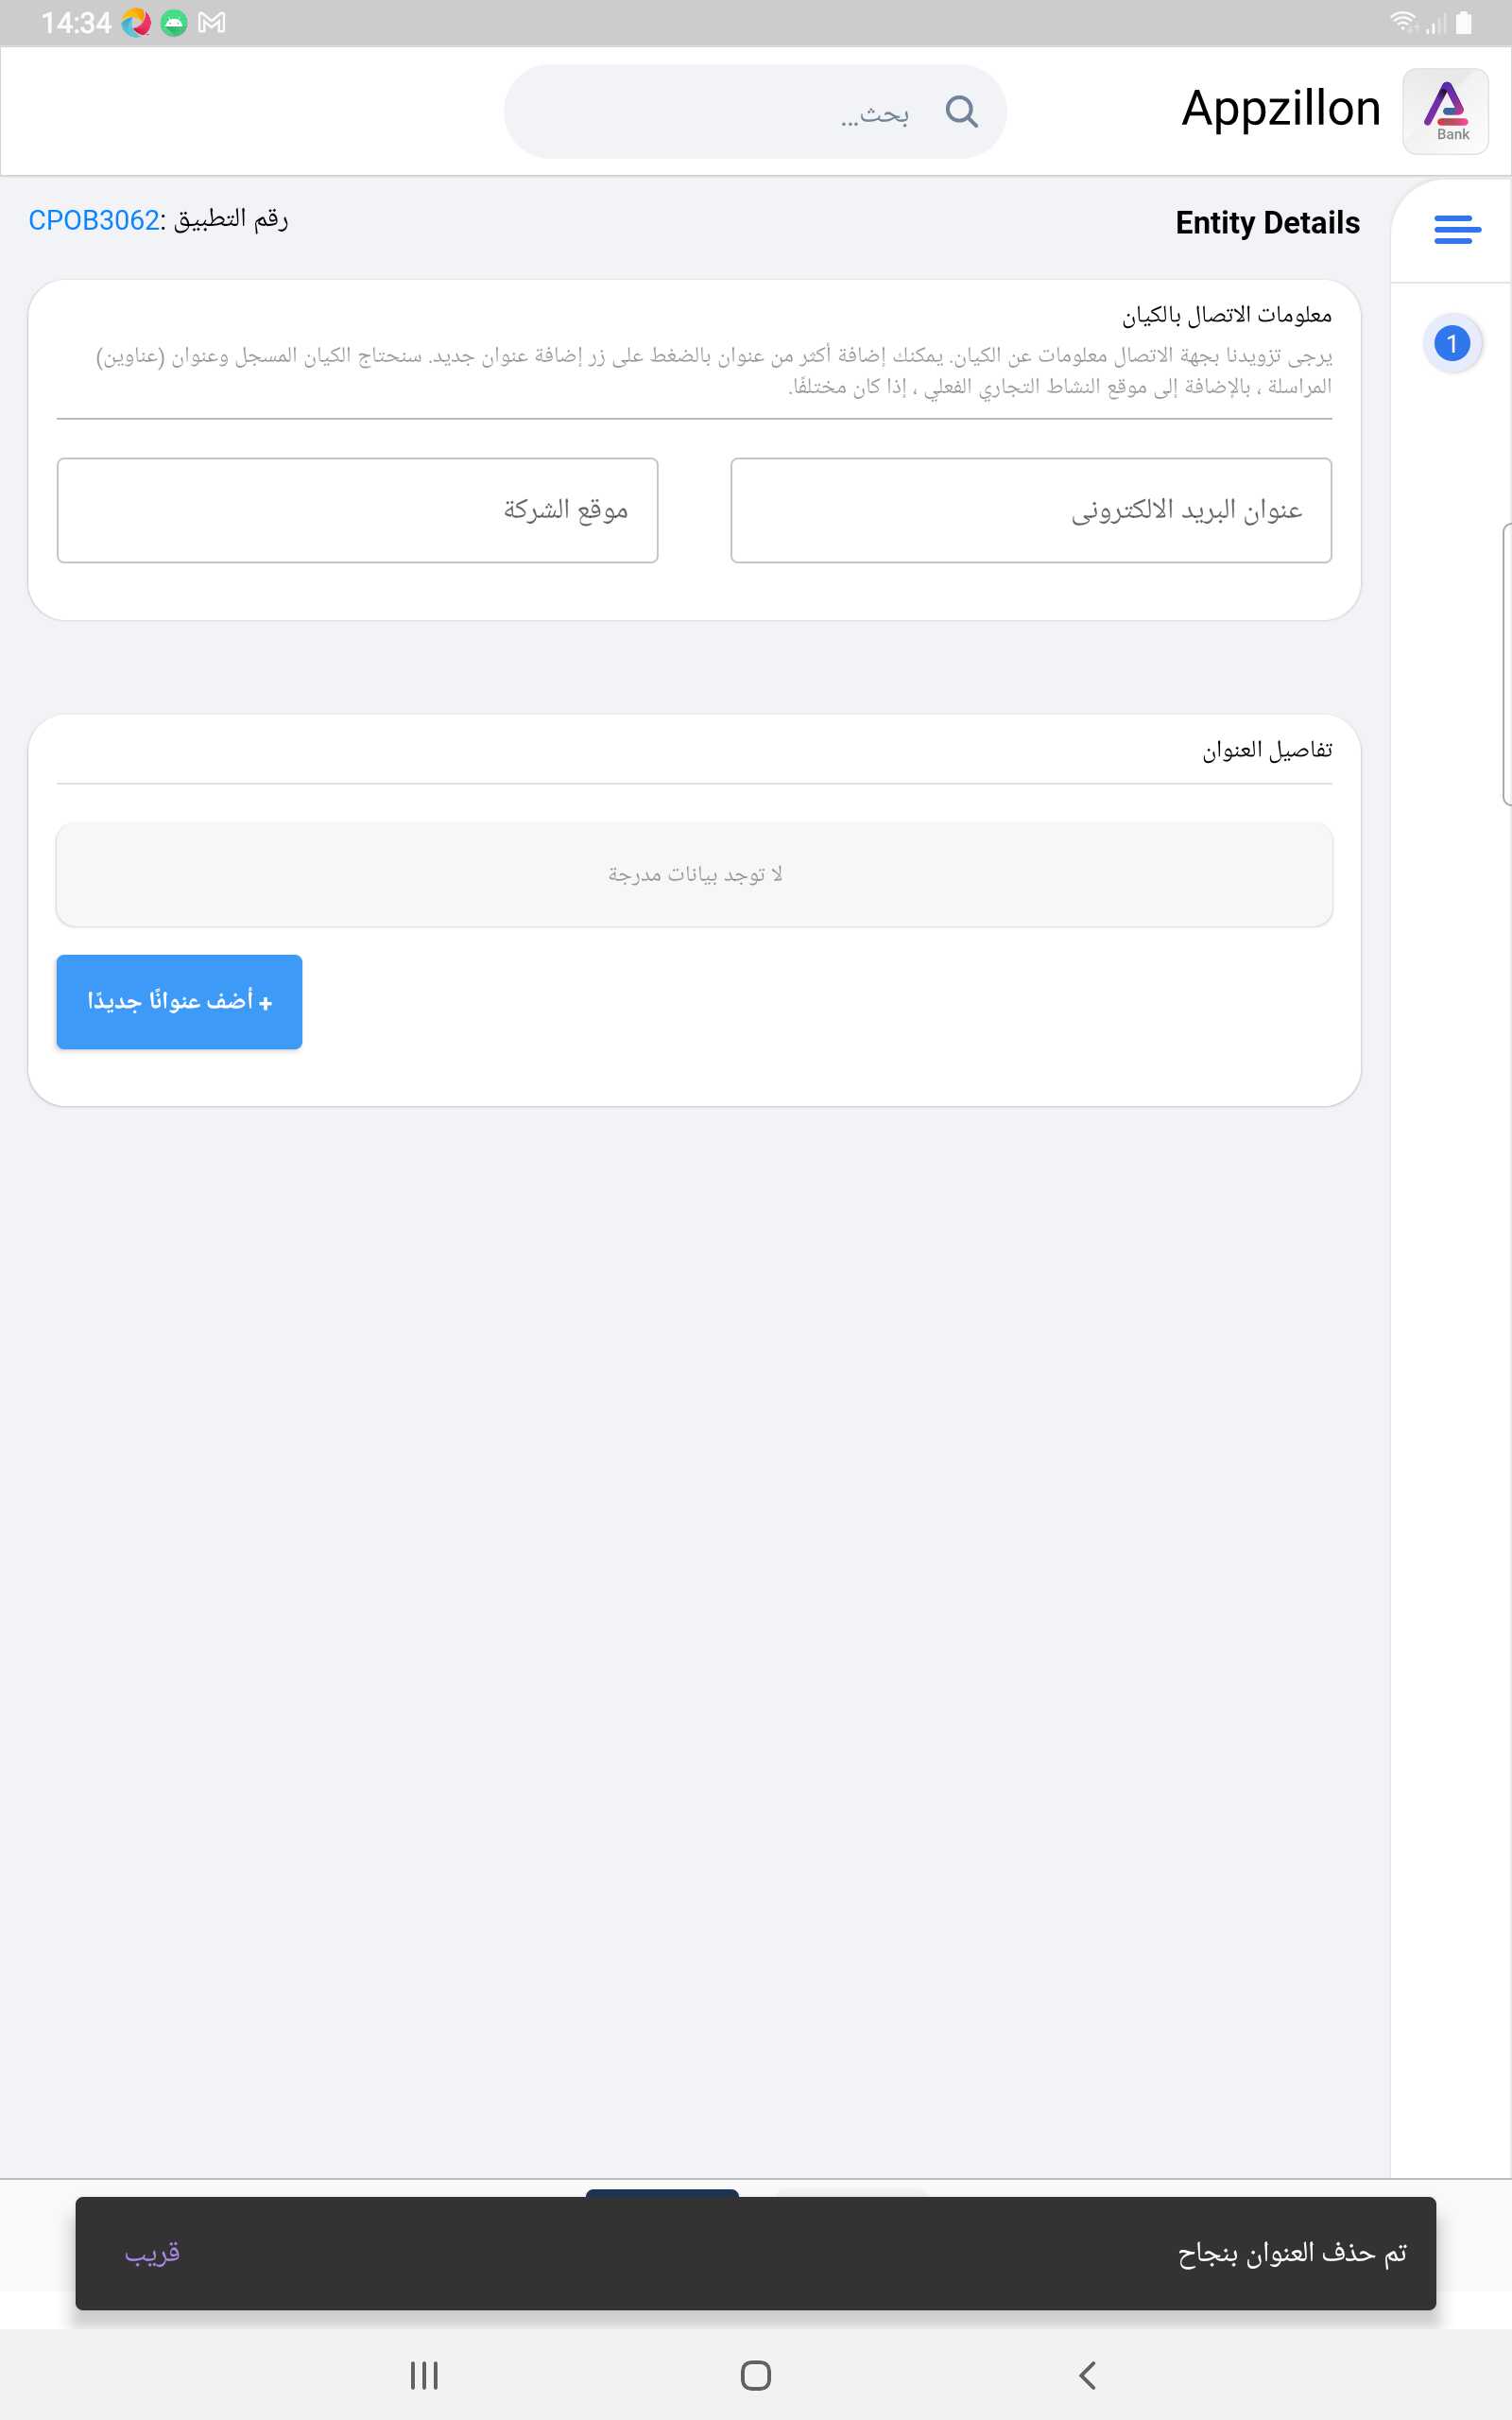 14:34
Bank
Appzillon
بحث...
Entity Details
رقم التطبيق :CPOB3062
1
معلومات الاتصال بالكيان
يرجى تزويدنا بجهة الاتصال معلومات عن الكيان. يمكنك إضافة أكثر من عنوان بالضغط على زر إضافة عنوان جديد. سنحتاج الكيان المسجل وعنوان (عناوين)
المراسلة ، بالإضافة إلى موقع النشاط التجاري الفعلي ، إذا كان مختلفًا.
عنوان البريد الالكترونى
موقع الشركة
تفاصيل العنوان
لا توجد بيانات مدرجة
+ أضف عنوانًا جديدًا
تم حذف العنوان بنجاح
قريب